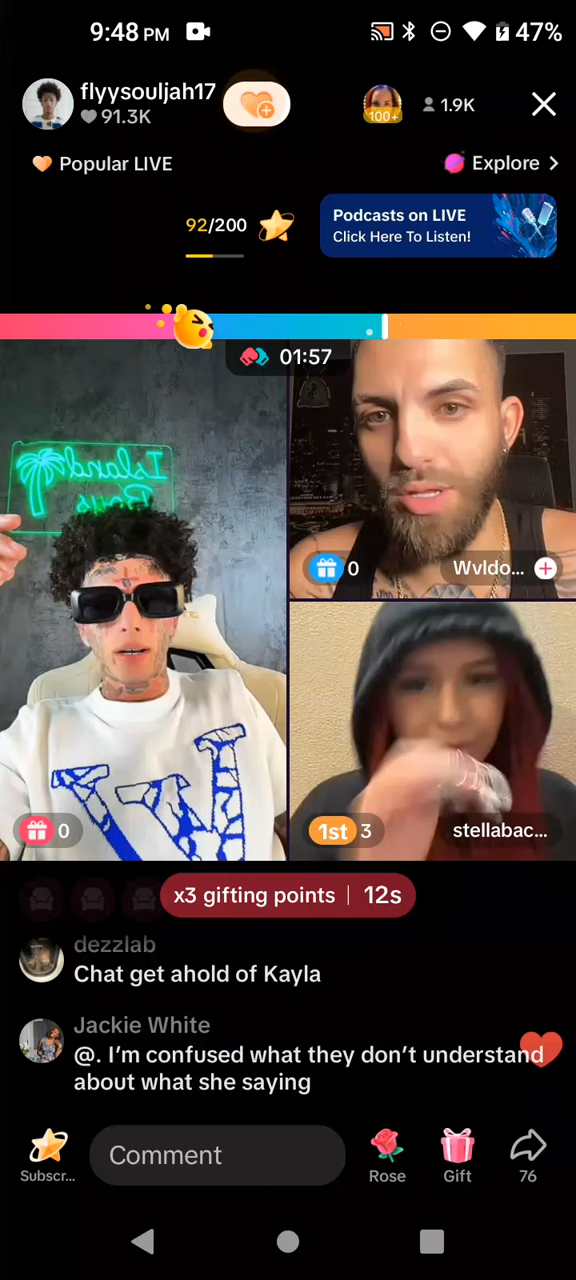 9:48 PM
47%
flyysouljah17
91.3K
100+
1.9K
Popular LIVE
Explore >
92/200
Podcasts on LIVE
Click Here To Listen!
01:57
Island
Boys
0
Wvldo...
1st 3
stellabac...
0
x3 gifting points | 12s
dezzlab
Chat get ahold of Kayla
Jackie White
@. I’m confused what they don’t understand
about what she saying
Subscr...
Comment
Rose
Gift
76